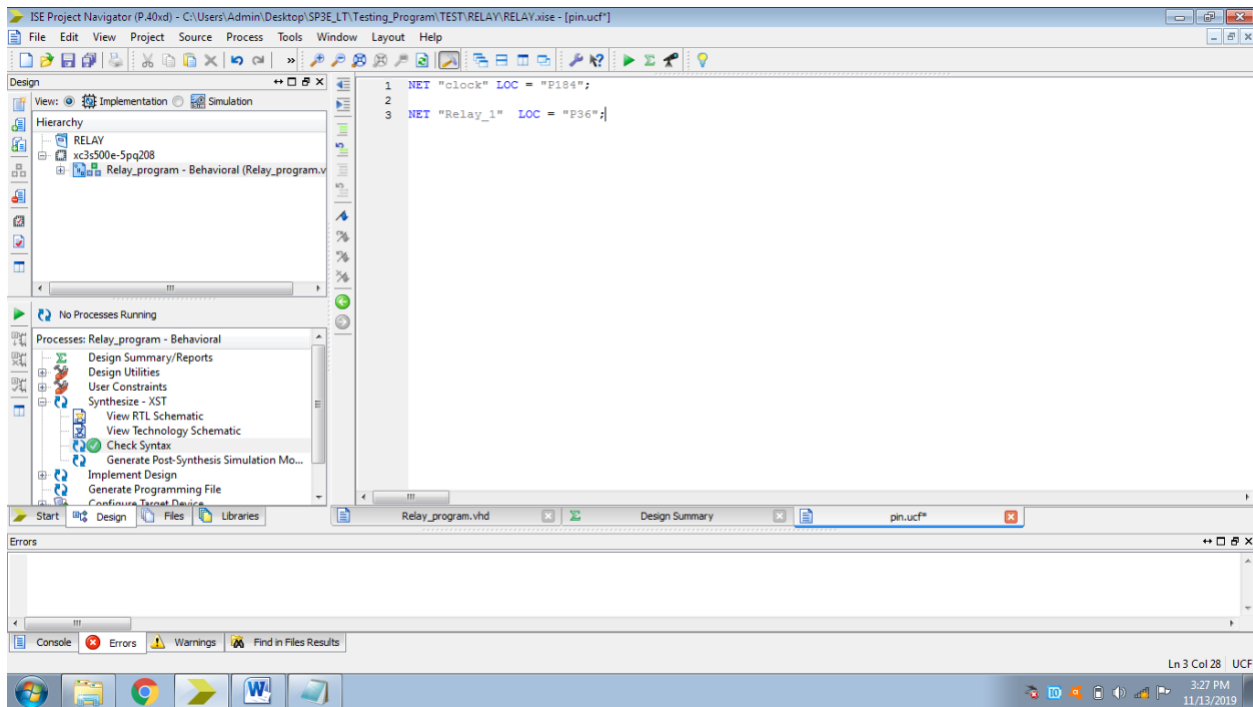 ISE Project Navigator (P.40xd) - C:\Users\Admin\Desktop\SP3E_LT\Testing_Program\TEST\RELAY\RELAY.xise - [pin.ucf*]
File Edit View Project Source Process Tools Window Layout Help
Design
View: Implementation Simulation
Hierarchy
RELAY
xc3s500e-5pq208
Relay_program - Behavioral (Relay_program.v
No Processes Running
Processes: Relay_program - Behavioral
Design Summary/Reports
Design Utilities
User Constraints
Synthesize - XST
View RTL Schematic
View Technology Schematic
Check Syntax
Generate Post-Synthesis Simulation Mo...
Implement Design
Generate Programming File
Configure Target Device
Start Design Files Libraries
1 NET "clock" LOC = "P184";
2
3 NET "Relay_1" LOC = "P36";
Relay_program.vhd Design Summary pin.ucf*
Errors
Console Errors Warnings Find in Files Results
Ln 3 Col 28 UCF
3:27 PM
11/13/2019